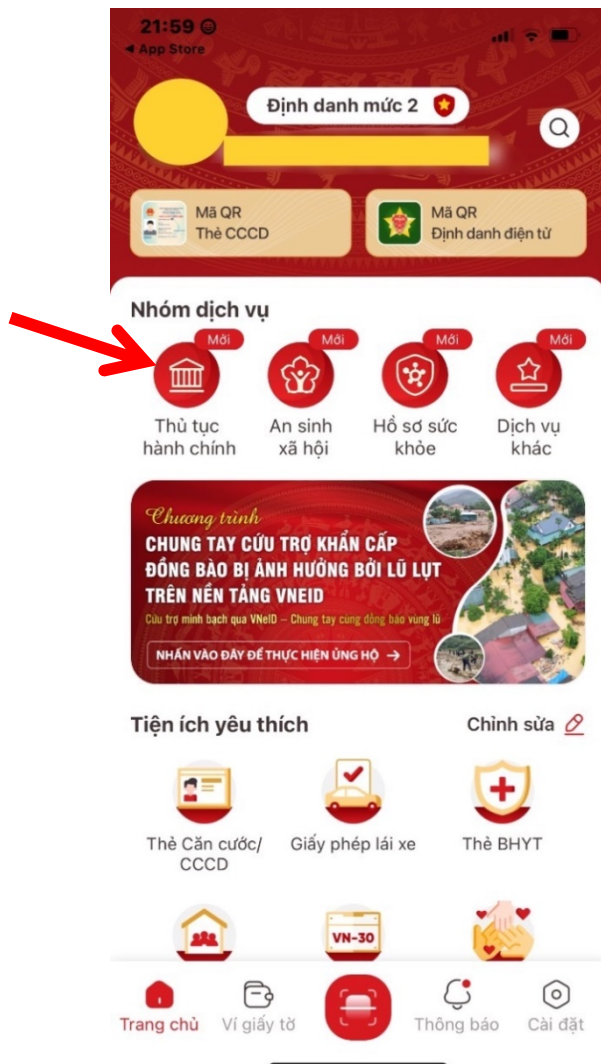 21:59
App Store
Định danh mức 2
Mã QR
Thẻ CCCD
Mã QR
Định danh điện tử
Nhóm dịch vụ
Mới
Mới
Mới
Mới
Thủ tục
hành chính
An sinh
xã hội
Hồ sơ sức
khỏe
Dịch vụ
khác
Chương trình
CHUNG TAY CỨU TRỢ KHẨN CẤP
ĐỒNG BÀO BỊ ẢNH HƯỞNG BỞI LŨ LỤT
TRÊN NỀN TẢNG VNEID
Cứu trợ minh bạch qua VNeID – Chung tay cùng đồng bào vùng lũ
NHẤN VÀO ĐÂY ĐỂ THỰC HIỆN ỦNG HỘ →
Tiện ích yêu thích
Chỉnh sửa
Thẻ Căn cước/
CCCD
Giấy phép lái xe
Thẻ BHYT
VN-30
Trang chủ
Ví giấy tờ
Thông báo
Cài đặt